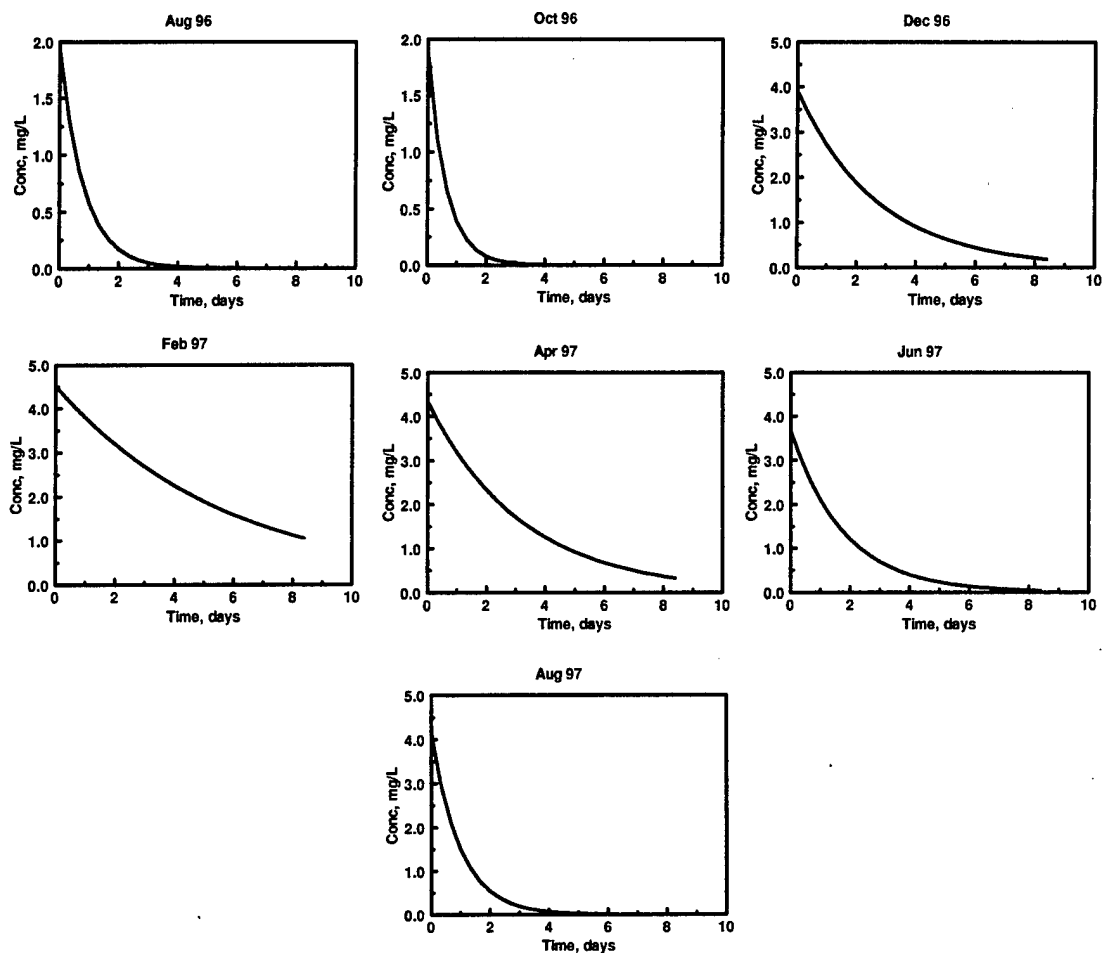 Aug 96
Conc, mg/L
2.0
1.5
1.0
0.5
0.0
0 2 4 6 8 10
Time, days
Oct 96
Conc, mg/L
2.0
1.5
1.0
0.5
0.0
0 2 4 6 8 10
Time, days
Dec 96
Conc, mg/L
5.0
4.0
3.0
2.0
1.0
0.0
0 2 4 6 8 10
Time, days
Feb 97
Conc, mg/L
5.0
4.0
3.0
2.0
1.0
0.0
0 2 4 6 8 10
Time, days
Apr 97
Conc, mg/L
5.0
4.0
3.0
2.0
1.0
0.0
0 2 4 6 8 10
Time, days
Jun 97
Conc, mg/L
5.0
4.0
3.0
2.0
1.0
0.0
0 2 4 6 8 10
Time, days
Aug 97
Conc, mg/L
5.0
4.0
3.0
2.0
1.0
0.0
0 2 4 6 8 10
Time, days